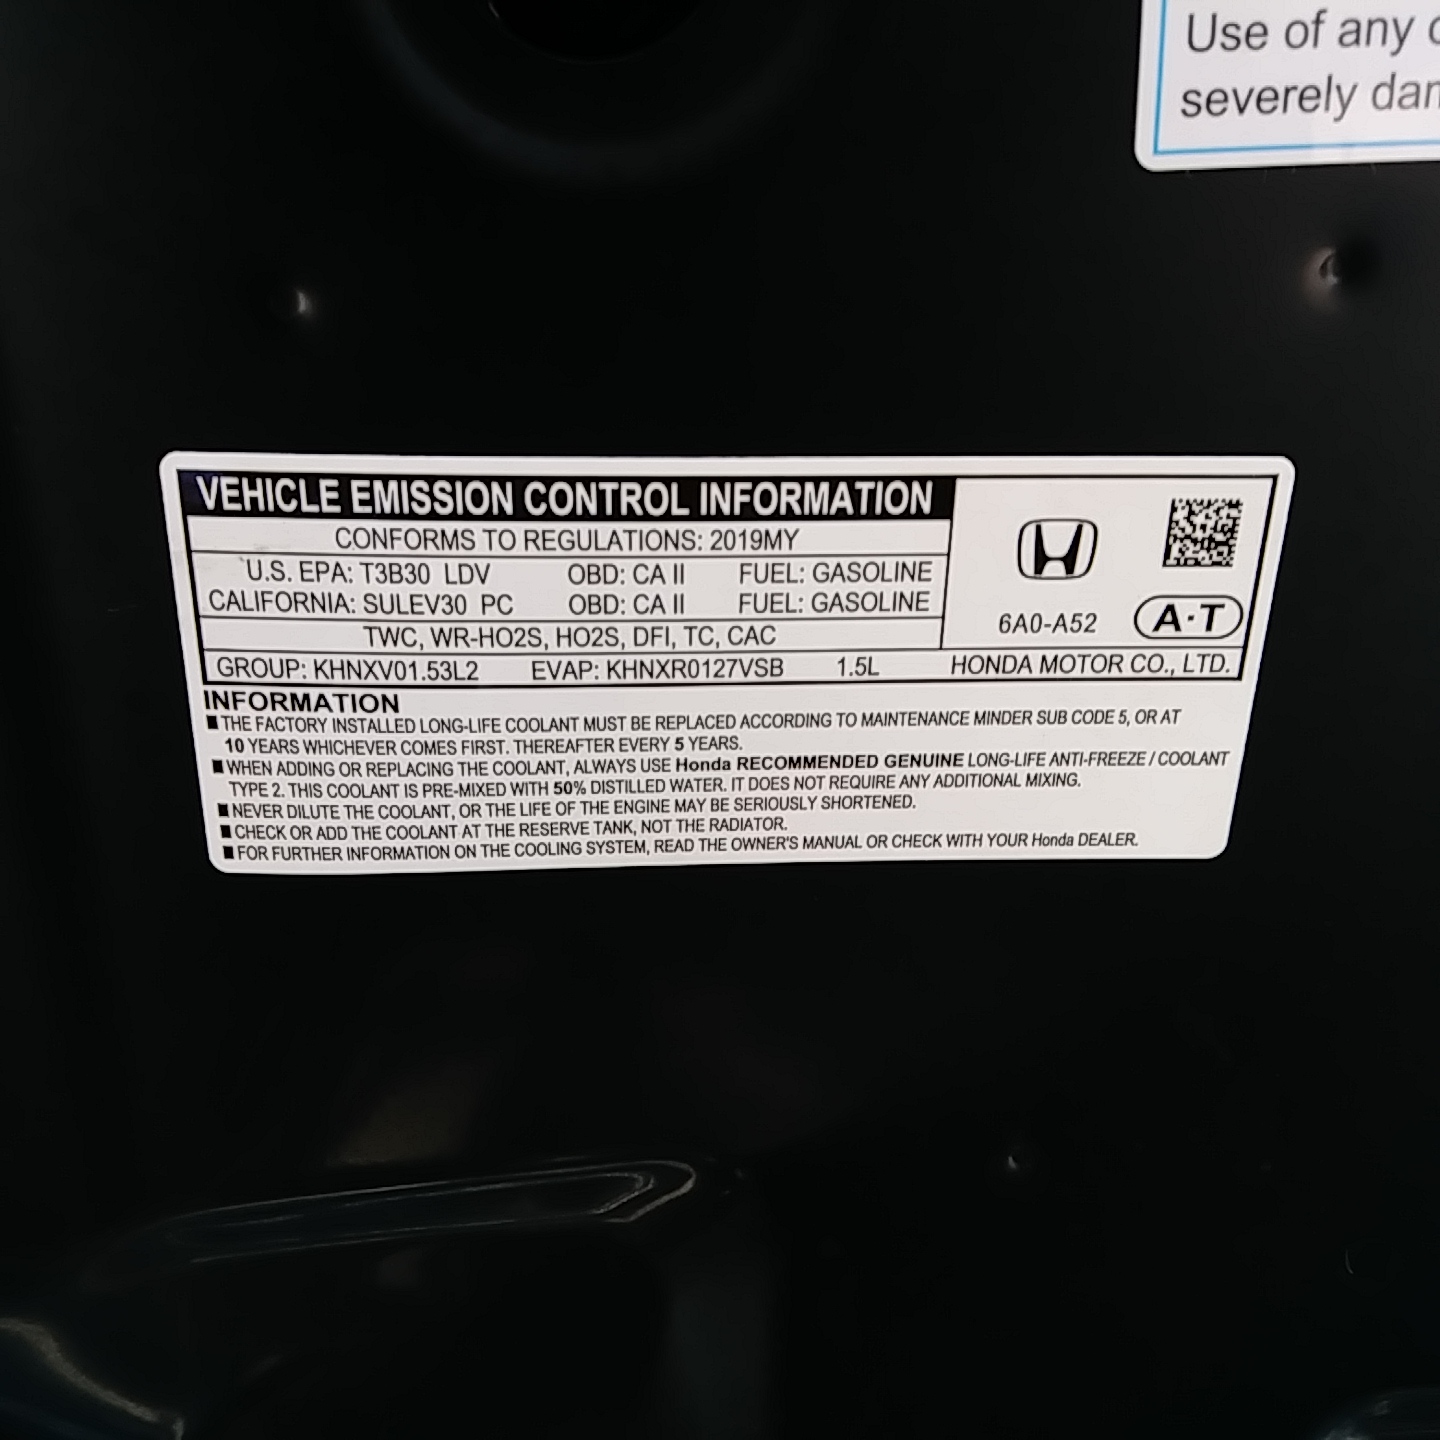 Use of any
severely
VEHICLE EMISSION CONTROL INFORMATION
CONFORMS TO REGULATIONS: 2019MY
U.S. EPA: T3B30 LDV OBD: CA II FUEL: GASOLINE
CALIFORNIA: SULEV30 PC OBD: CA II FUEL: GASOLINE
TWC, WR-HO2S, HO2S, DFI, TC, CAC
6A0-A52 A·T
GROUP: KHNXV01.53L2 EVAP: KHNXR0127VSB 1.5L HONDA MOTOR CO., LTD.
INFORMATION
■ THE FACTORY INSTALLED LONG-LIFE COOLANT MUST BE REPLACED ACCORDING TO MAINTENANCE MINDER SUB CODE 5, OR AT
10 YEARS WHICHEVER COMES FIRST. THEREAFTER EVERY 5 YEARS.
■ WHEN ADDING OR REPLACING THE COOLANT, ALWAYS USE Honda RECOMMENDED GENUINE LONG-LIFE ANTI-FREEZE / COOLANT
TYPE 2. THIS COOLANT IS PRE-MIXED WITH 50% DISTILLED WATER. IT DOES NOT REQUIRE ANY ADDITIONAL MIXING.
■ NEVER DILUTE THE COOLANT, OR THE LIFE OF THE ENGINE MAY BE SERIOUSLY SHORTENED.
■ CHECK OR ADD THE COOLANT AT THE RESERVE TANK, NOT THE RADIATOR.
■ FOR FURTHER INFORMATION ON THE COOLING SYSTEM, READ THE OWNER'S MANUAL OR CHECK WITH YOUR Honda DEALER.